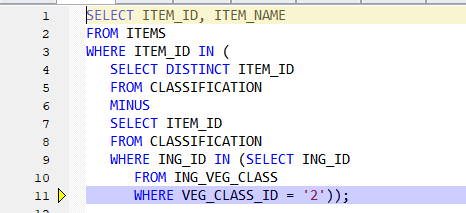 1 SELECT ITEM_ID, ITEM_NAME
2 FROM ITEMS
3 WHERE ITEM_ID IN (
4 SELECT DISTINCT ITEM_ID
5 FROM CLASSIFICATION
6 MINUS
7 SELECT ITEM_ID
8 FROM CLASSIFICATION
9 WHERE ING_ID IN (SELECT ING_ID
10 FROM ING_VEG_CLASS
11 WHERE VEG_CLASS_ID = '2'));